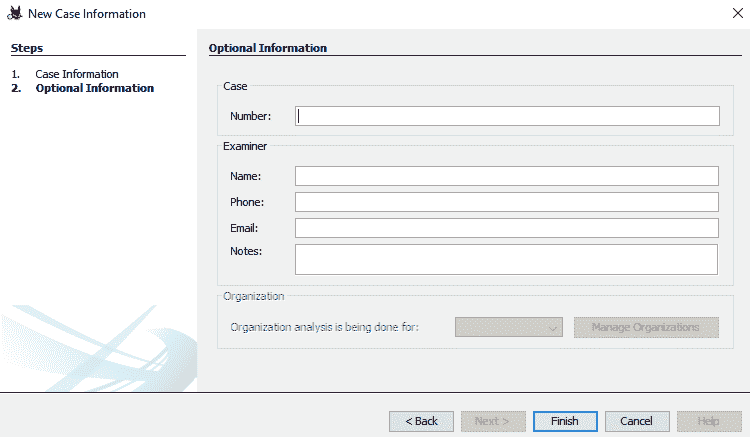 New Case Information
Steps
1. Case Information
2. Optional Information
Optional Information
Case
Number:
Examiner
Name:
Phone:
Email:
Notes:
Organization
Organization analysis is being done for:
Manage Organizations
< Back
Next >
Finish
Cancel
Help